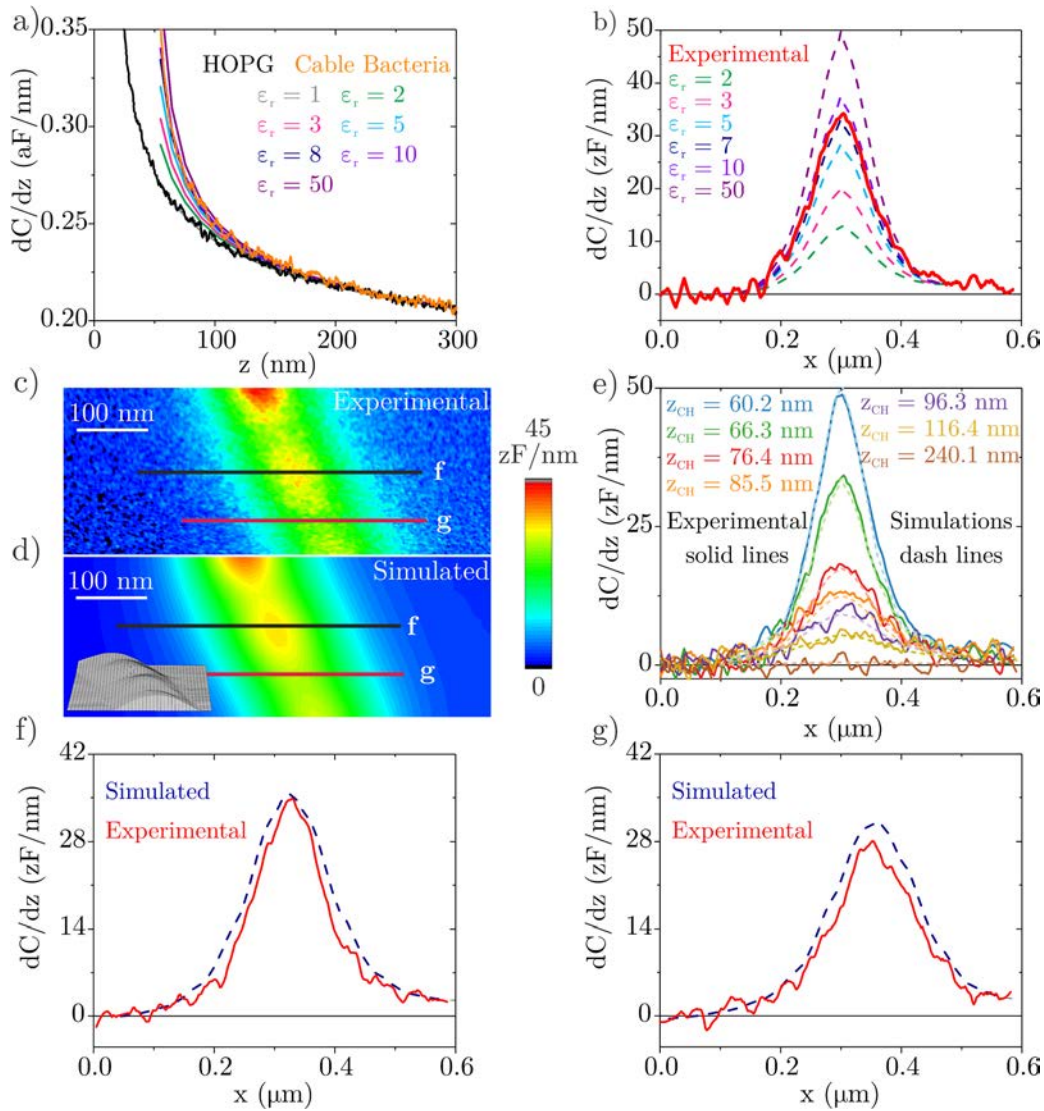 a)
0.35
0.30
0.25
0.20
dC/dz (aF/nm)
HOPG Cable Bacteria
εr = 1 εr = 2
εr = 3 εr = 5
εr = 8 εr = 10
εr = 50
0 100 200 300
z (nm)
b)
50
40
30
20
10
0
dC/dz (zF/nm)
Experimental
εr = 2
εr = 3
εr = 5
εr = 7
εr = 10
εr = 50
0.0 0.2 0.4 0.6
x (μm)
c)
100 nm
Experimental
f
g
d)
100 nm
Simulated
f
g
45
zF/nm
0
e)
50
25
0
dC/dz (zF/nm)
zCH = 60.2 nm zCH = 96.3 nm
zCH = 66.3 nm zCH = 116.4 nm
zCH = 76.4 nm zCH = 240.1 nm
zCH = 85.5 nm
Experimental Simulations
solid lines dash lines
0.0 0.2 0.4 0.6
x (μm)
f)
42
28
14
0
dC/dz (zF/nm)
Simulated
Experimental
0.0 0.2 0.4 0.6
x (μm)
g)
42
28
14
0
dC/dz (zF/nm)
Simulated
Experimental
0.0 0.2 0.4 0.6
x (μm)